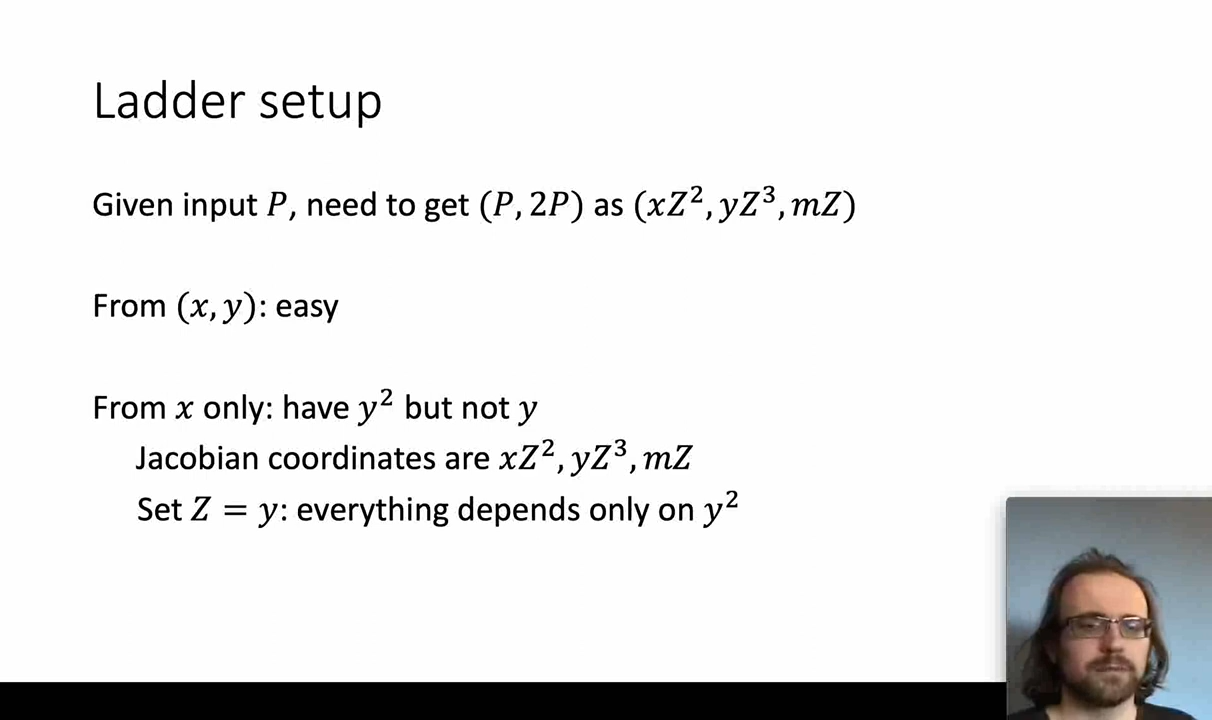 Ladder setup
Given input P, need to get (P, 2P) as (xZ², yZ³, mZ)
From (x, y): easy
From x only: have y² but not y
Jacobian coordinates are xZ², yZ³, mZ
Set Z = y: everything depends only on y²